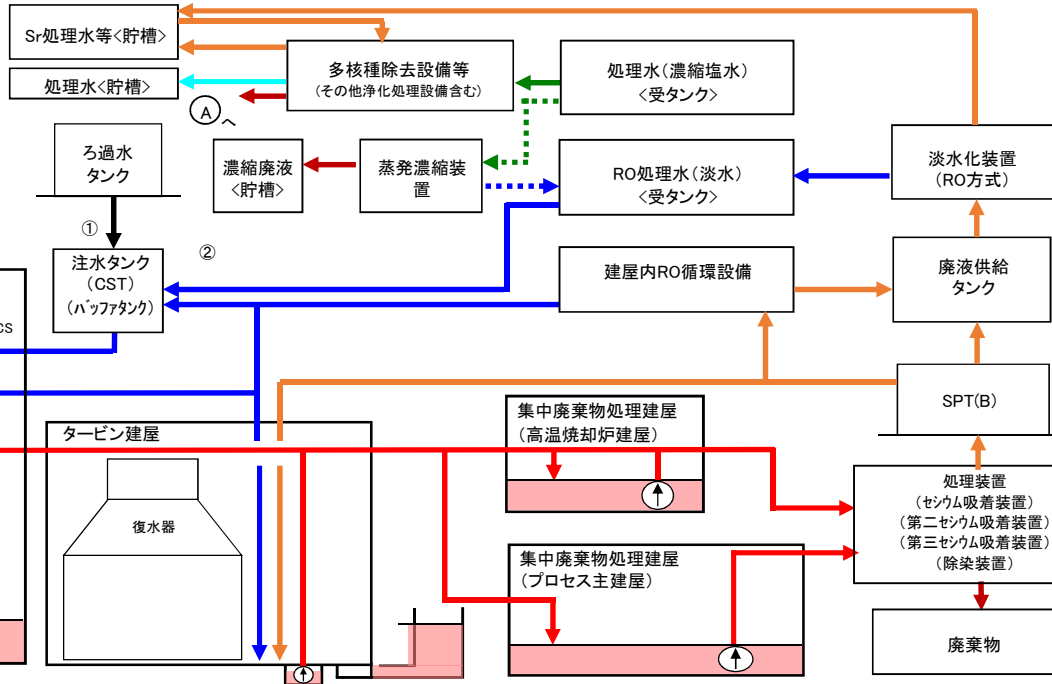 Sr処理水等<貯槽>
処理水<貯槽>
多核種除去設備等
(その他浄化処理設備含む)
処理水(濃縮塩水)
<受タンク>
Aへ
ろ過水
タンク
濃縮廃液
<貯槽>
蒸発濃縮装
置
RO処理水(淡水)
<受タンク>
淡水化装置
(RO方式)
①
②
注水タンク
(CST)
(バッファタンク)
建屋内RO循環設備
廃液供給
タンク
CS
SPT(B)
タービン建屋
復水器
集中廃棄物処理建屋
(高温焼却炉建屋)
処理装置
(セシウム吸着装置)
(第二セシウム吸着装置)
(第三セシウム吸着装置)
(除染装置)
集中廃棄物処理建屋
(プロセス主建屋)
廃棄物